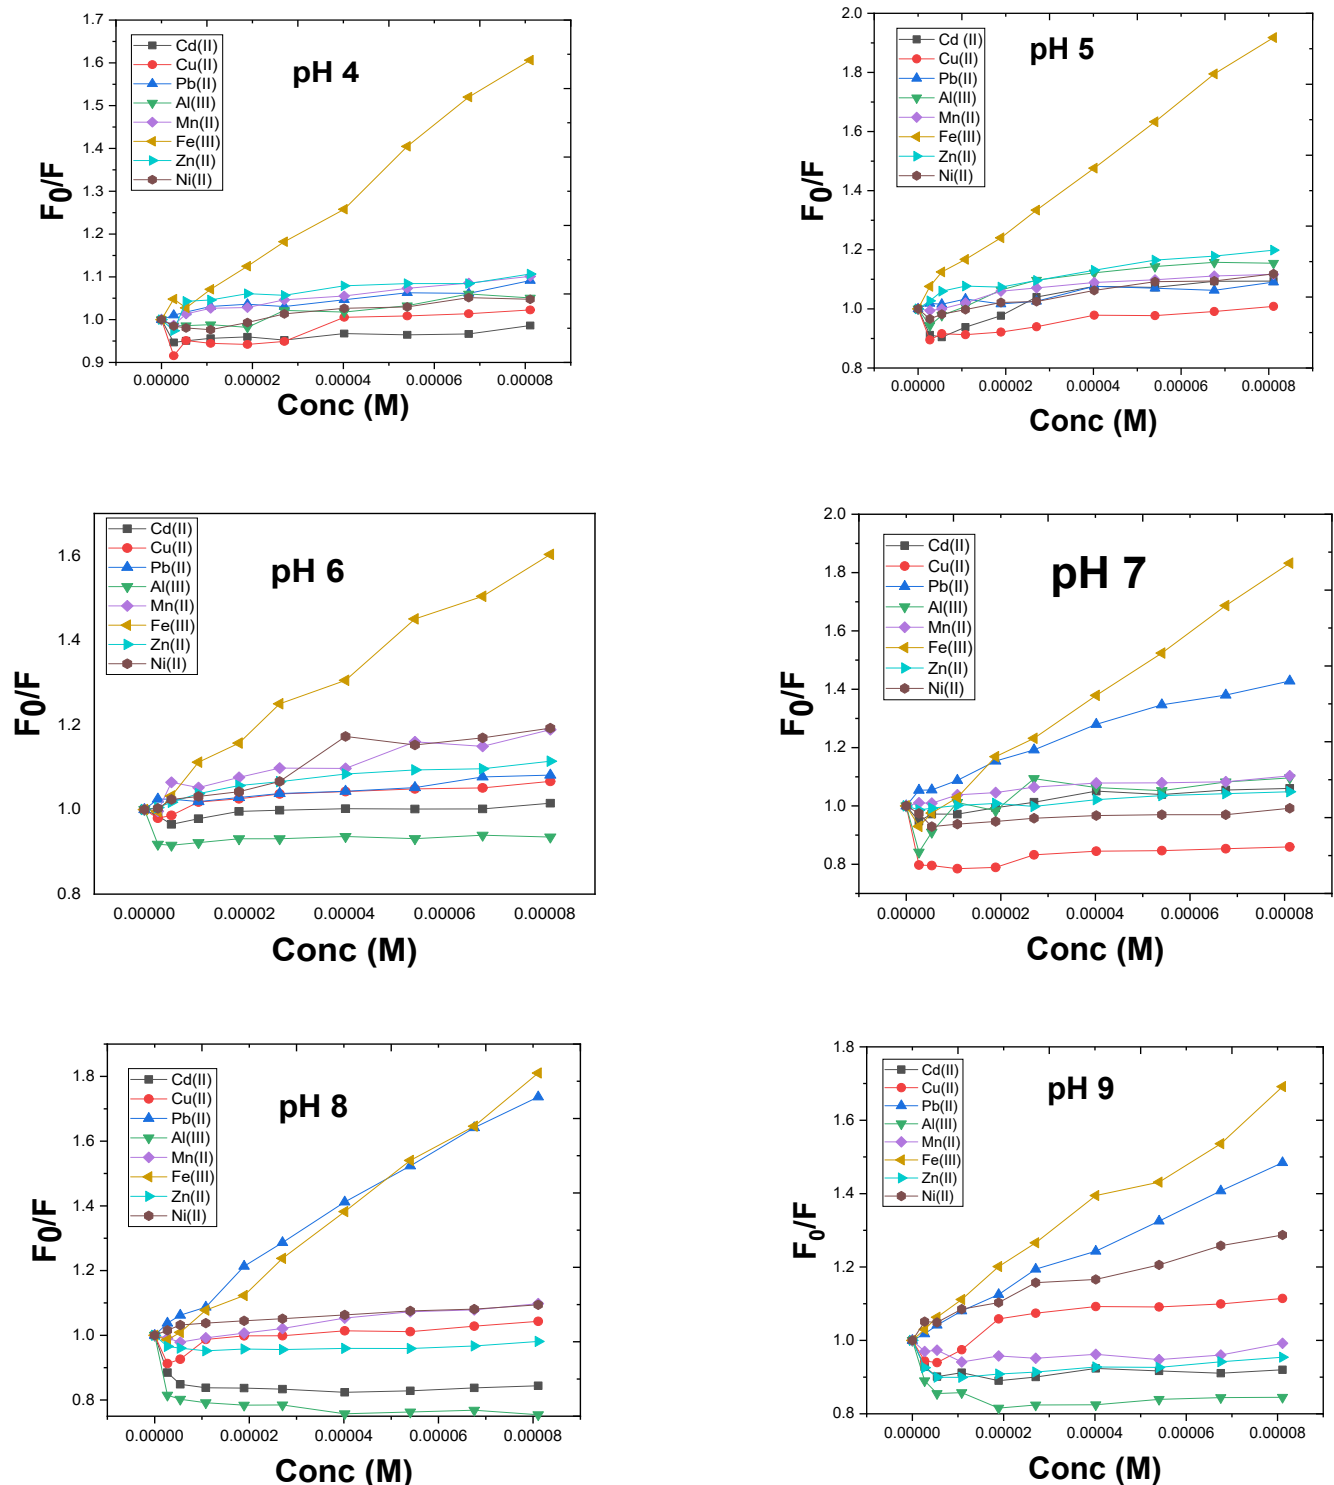 pH 4
F0/F
1.7
1.6
1.5
1.4
1.3
1.2
1.1
1.0
0.9
Cd(II)
Cu(II)
Pb(II)
Al(III)
Mn(II)
Fe(III)
Zn(II)
Ni(II)
0.00000 0.00002 0.00004 0.00006 0.00008
Conc (M)
pH 5
F0/F
2.0
1.8
1.6
1.4
1.2
1.0
0.8
Cd (II)
Cu(II)
Pb(II)
Al(III)
Mn(II)
Fe(III)
Zn(II)
Ni(II)
0.00000 0.00002 0.00004 0.00006 0.00008
Conc (M)
pH 6
F0/F
1.6
1.4
1.2
1.0
0.8
Cd(II)
Cu(II)
Pb(II)
Al(III)
Mn(II)
Fe(III)
Zn(II)
Ni(II)
0.00000 0.00002 0.00004 0.00006 0.00008
Conc (M)
pH 7
F0/F
2.0
1.8
1.6
1.4
1.2
1.0
0.8
Cd(II)
Cu(II)
Pb(II)
Al(III)
Mn(II)
Fe(III)
Zn(II)
Ni(II)
0.00000 0.00002 0.00004 0.00006 0.00008
Conc (M)
pH 8
F0/F
1.8
1.6
1.4
1.2
1.0
0.8
Cd(II)
Cu(II)
Pb(II)
Al(III)
Mn(II)
Fe(III)
Zn(II)
Ni(II)
0.00000 0.00002 0.00004 0.00006 0.00008
Conc (M)
pH 9
F0/F
1.8
1.6
1.4
1.2
1.0
0.8
Cd(II)
Cu(II)
Pb(II)
Al(III)
Mn(II)
Fe(III)
Zn(II)
Ni(II)
0.00000 0.00002 0.00004 0.00006 0.00008
Conc (M)